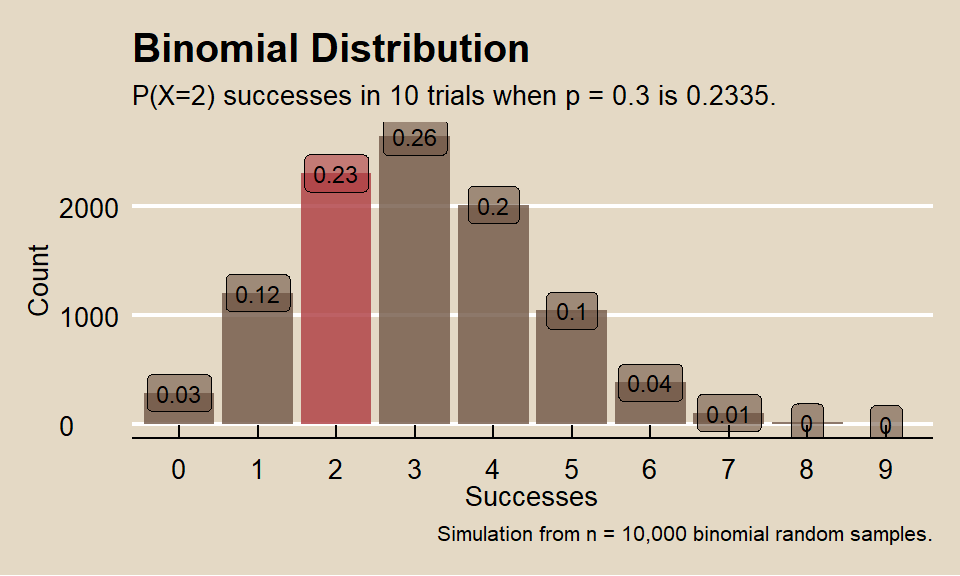 Binomial Distribution
P(X=2) successes in 10 trials when p = 0.3 is 0.2335.
0.26
0.23
2000
0.2
Count
0.12
1000
0.1
0.03
0.04
0.01
0
0
0
0 1 2 3 4 5 6 7 8 9
Successes
Simulation from n = 10,000 binomial random samples.